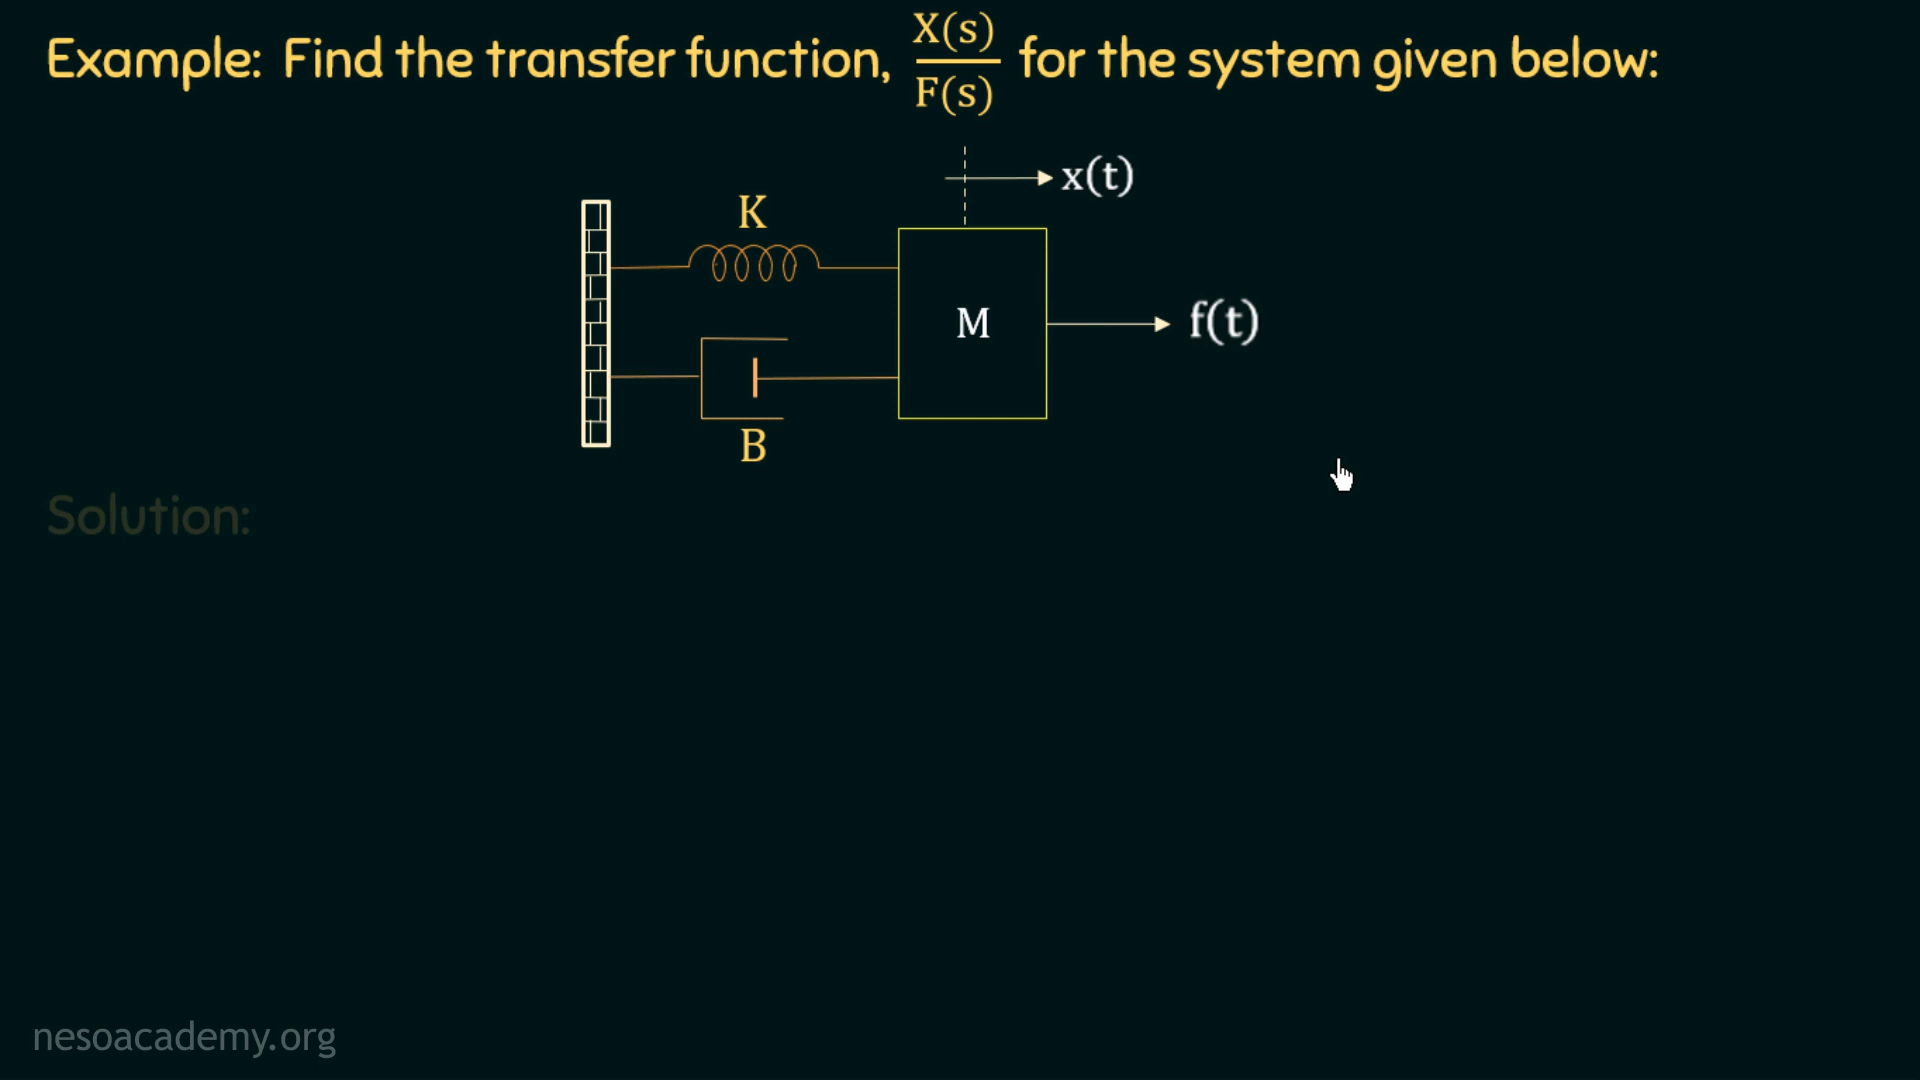 Example: Find the transfer function, X(s)/F(s) for the system given below:
x(t)
K
M
f(t)
B
Solution:
nesoacademy.org